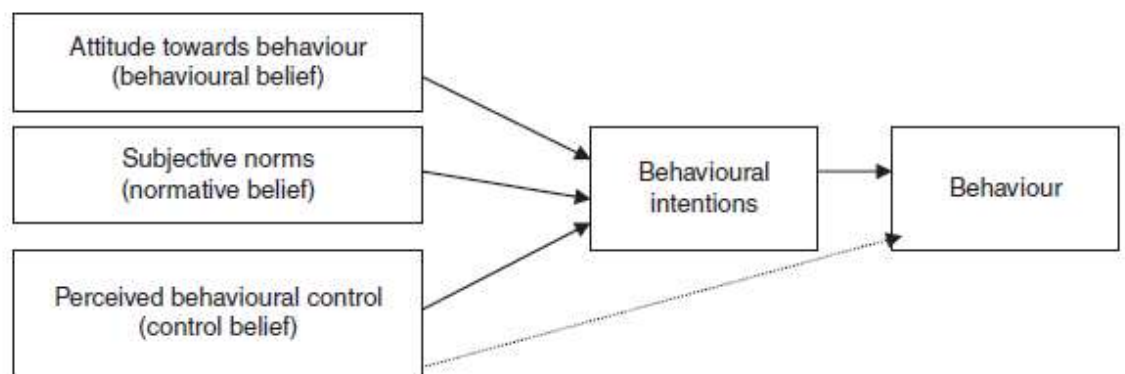 Attitude towards behaviour
(behavioural belief)
Subjective norms
(normative belief)
Perceived behavioural control
(control belief)
Behavioural
intentions
Behaviour